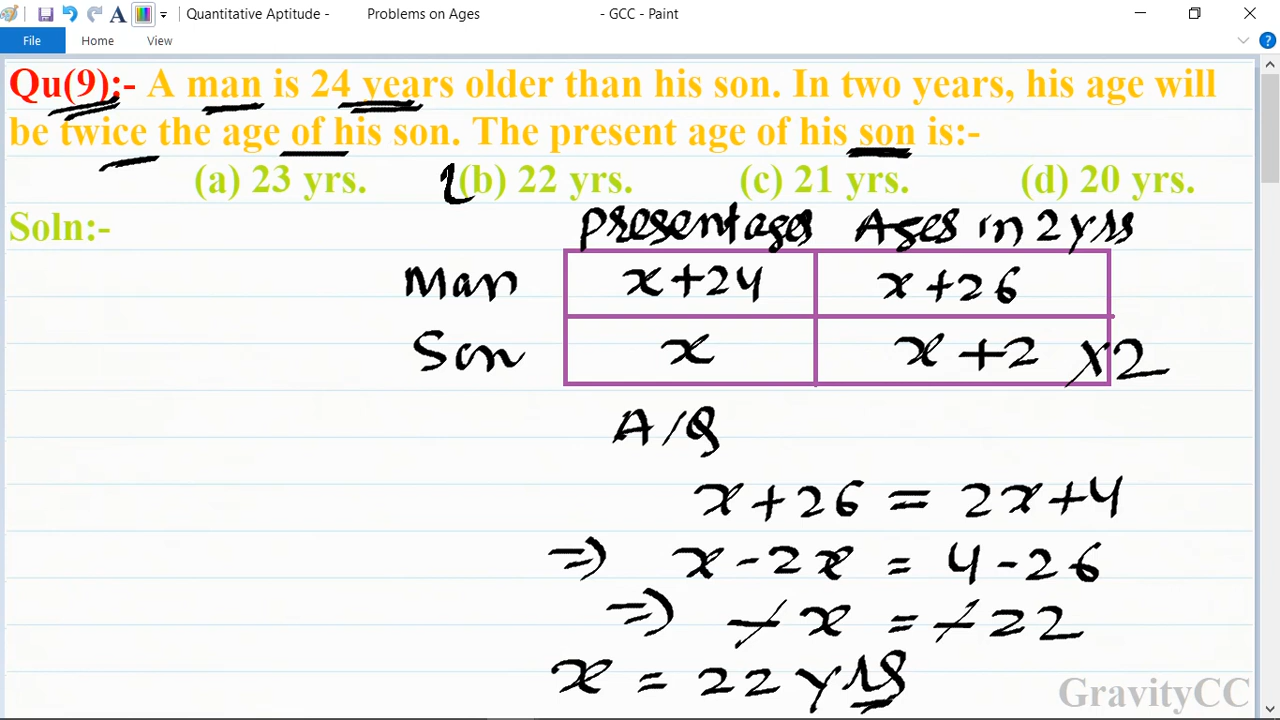 Quantitative Aptitude - Problems on Ages - GCC - Paint
File Home View
Qu(9):- A man is 24 years older than his son. In two years, his age will
be twice the age of his son. The present age of his son is:-
(a) 23 yrs. (b) 22 yrs. (c) 21 yrs. (d) 20 yrs.
Soln:-
Present ages Ages in 2 yrs
Man x+24 x+26
Son x x+2 x2
A/Q
x+26 = 2x+4
=) x-2x = 4-26
=) -x = -22
x = 22 yrs
GravityCC